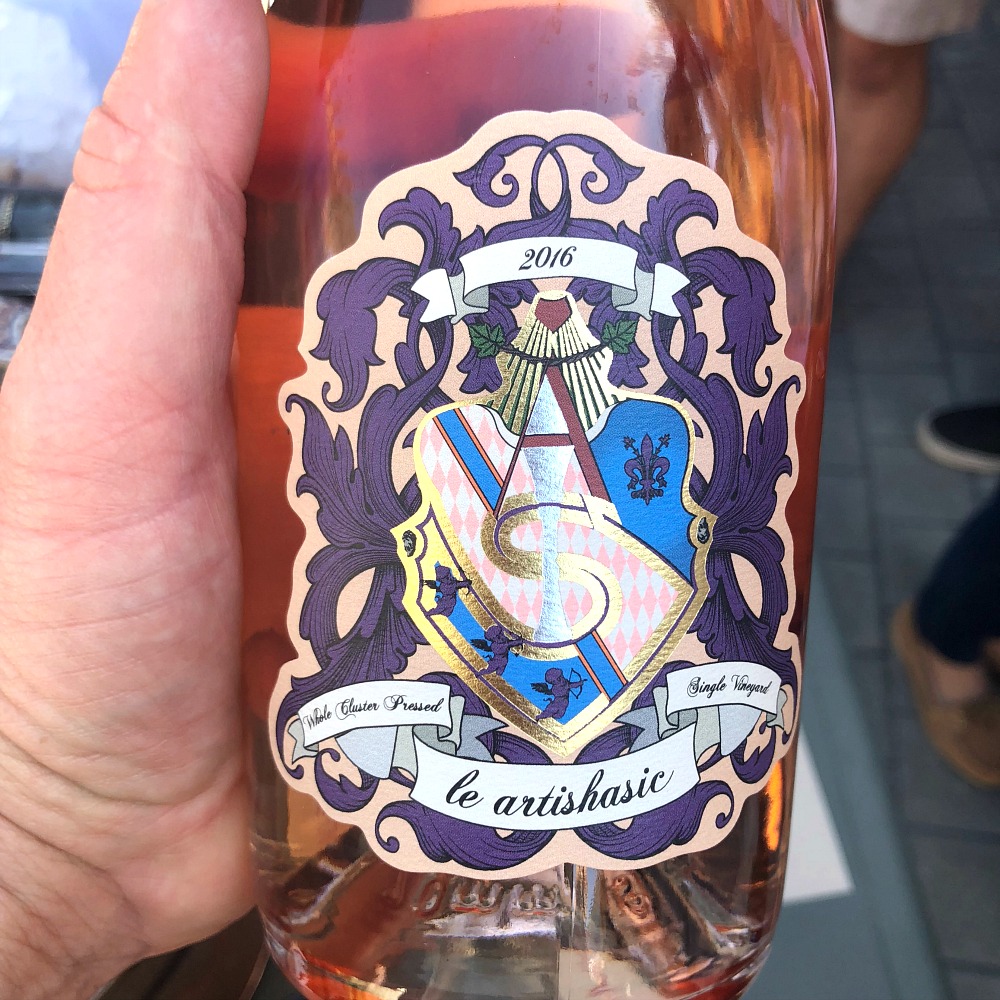 2016
Whole Cluster Pressed
Single Vineyard
le artishasic